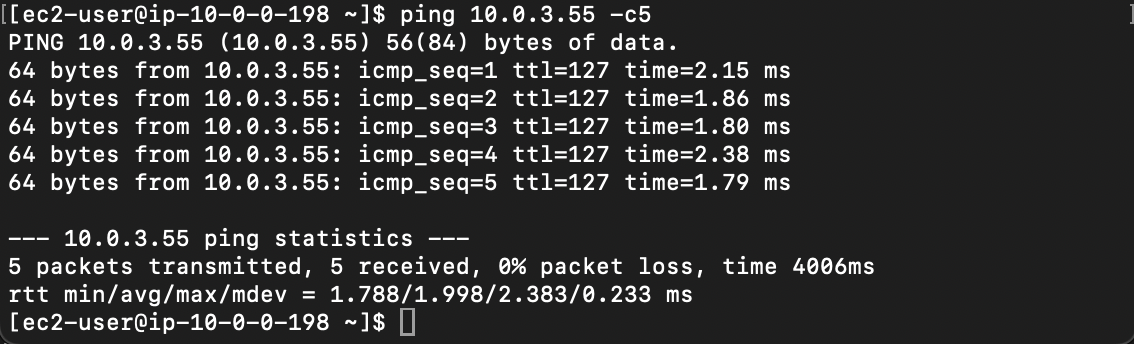 [[ec2-user@ip-10-0-0-198 ~]$ ping 10.0.3.55 -c5 ]
PING 10.0.3.55 (10.0.3.55) 56(84) bytes of data.
64 bytes from 10.0.3.55: icmp_seq=1 ttl=127 time=2.15 ms
64 bytes from 10.0.3.55: icmp_seq=2 ttl=127 time=1.86 ms
64 bytes from 10.0.3.55: icmp_seq=3 ttl=127 time=1.80 ms
64 bytes from 10.0.3.55: icmp_seq=4 ttl=127 time=2.38 ms
64 bytes from 10.0.3.55: icmp_seq=5 ttl=127 time=1.79 ms
--- 10.0.3.55 ping statistics ---
5 packets transmitted, 5 received, 0% packet loss, time 4006ms
rtt min/avg/max/mdev = 1.788/1.998/2.383/0.233 ms
[ec2-user@ip-10-0-0-198 ~]$